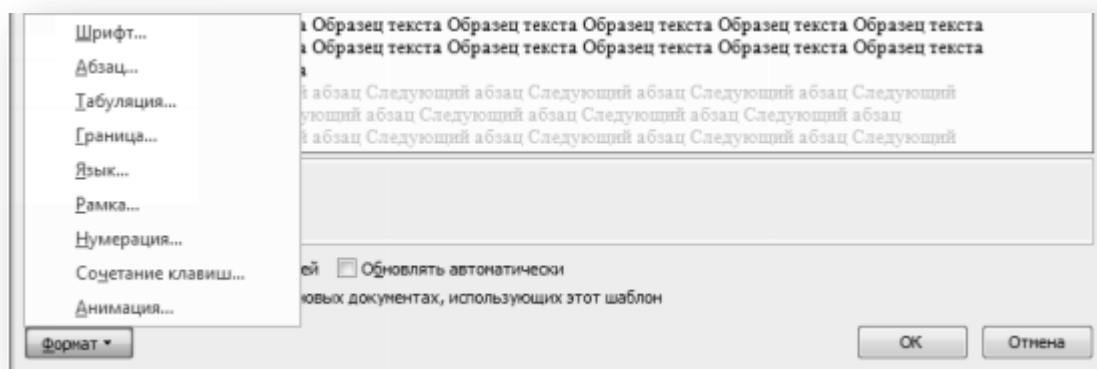 Шрифт...
Абзац...
Табуляция...
Граница...
Язык...
Рамка...
Нумерация...
Сочетание клавиш...
Анимация...
Образец текста Образец текста Образец текста Образец текста Образец текста
Образец текста Образец текста Образец текста Образец текста Образец текста
абзац Следующий абзац Следующий абзац Следующий абзац Следующий
абзац Следующий абзац Следующий абзац Следующий абзац
абзац Следующий абзац Следующий абзац Следующий абзац Следующий
Обновлять автоматически
документах, использующих этот шаблон
Формат
ОК
Отмена